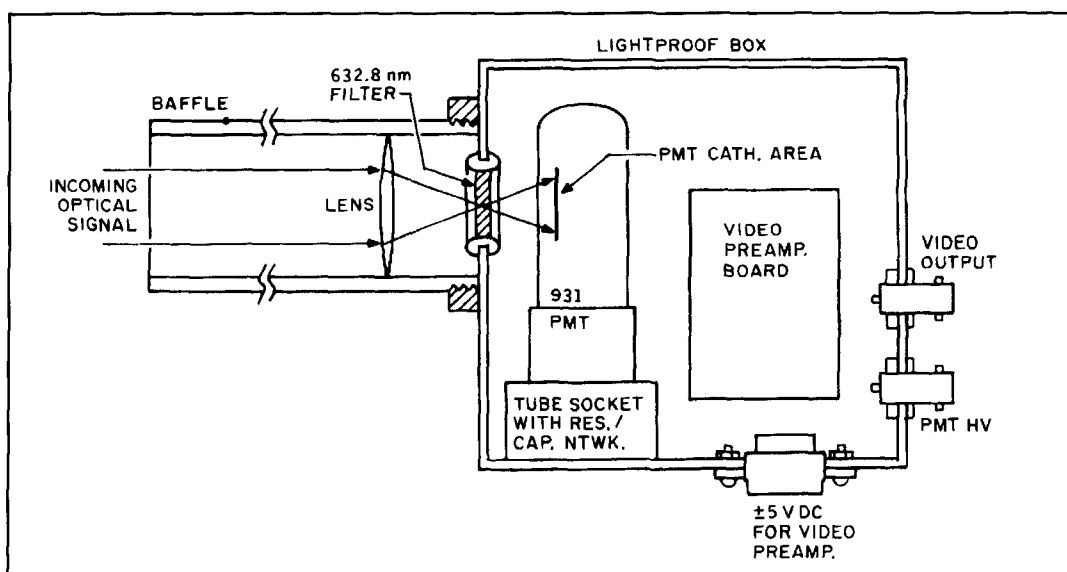 LIGHTPROOF BOX
632.8 nm
FILTER
BAFFLE
PMT CATH. AREA
INCOMING
OPTICAL
SIGNAL
LENS
VIDEO
PREAMP.
BOARD
VIDEO
OUTPUT
931
PMT
TUBE SOCKET
WITH RES./
CAP. NTWK.
PMT HV
±5 V DC
FOR VIDEO
PREAMP.